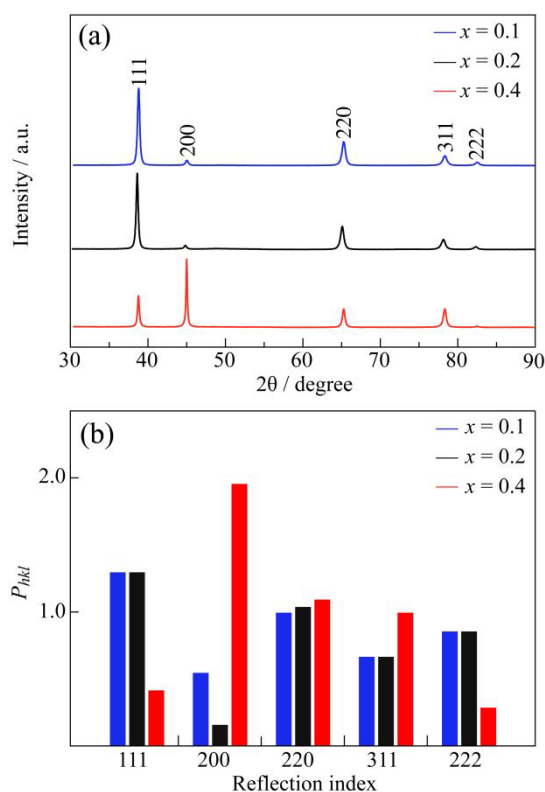 (a)
x = 0.1
x = 0.2
x = 0.4
111
200
220
311
222
Intensity / a.u.
30 40 50 60 70 80 90
2θ / degree
(b)
x = 0.1
x = 0.2
x = 0.4
2.0
1.0
Phkl
111 200 220 311 222
Reflection index